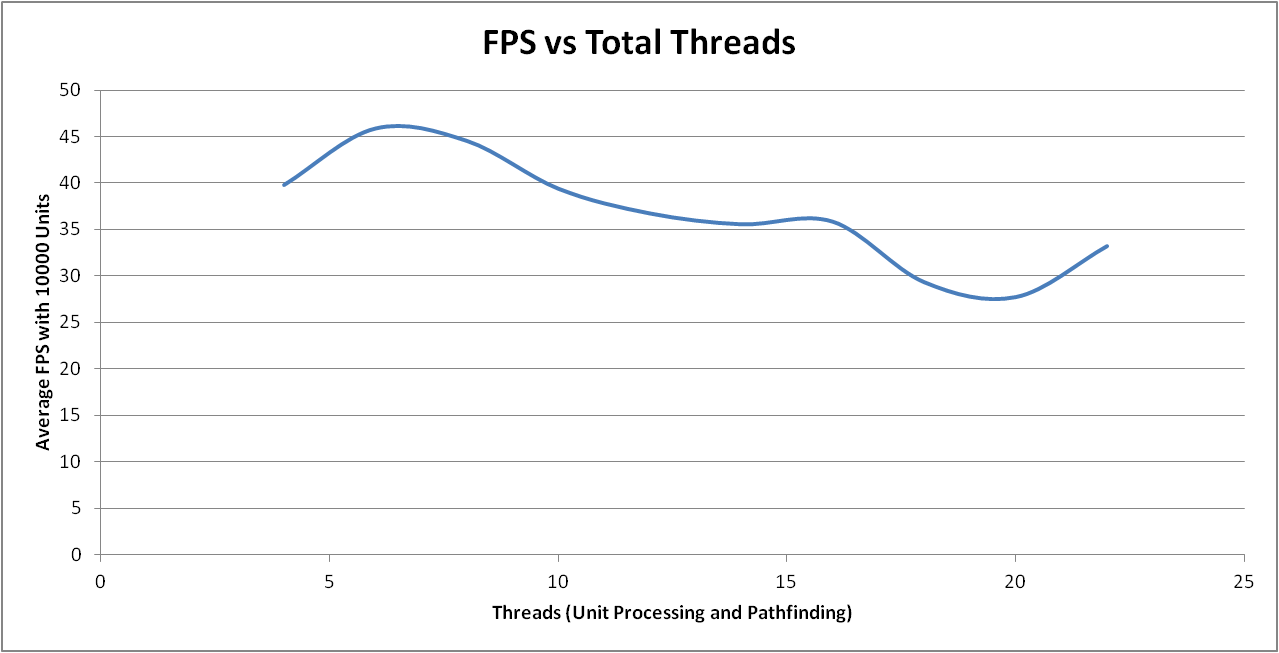 FPS vs Total Threads
50
45
40
35
30
25
20
15
10
5
0
Average FPS with 10000 Units
0 5 10 15 20 25
Threads (Unit Processing and Pathfinding)